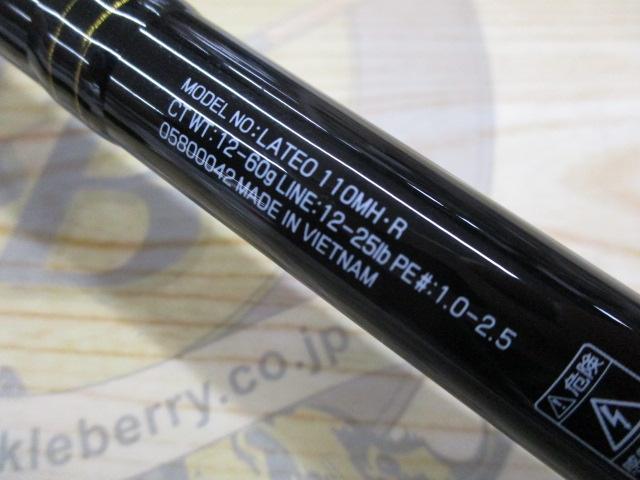 MODEL NO:LATEO 110MH・R
CT WT:12-60g LINE:12-25lb PE#:1.0-2.5
05800042 MADE IN VIETNAM
危険
kleberry.co.jp